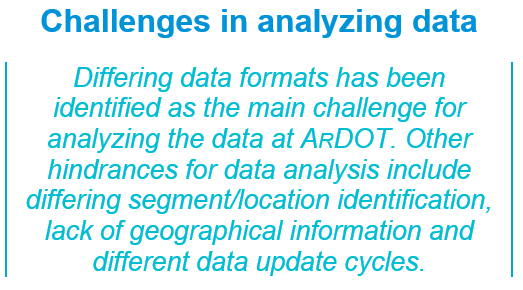 Challenges in analyzing data
Differing data formats has been
identified as the main challenge for
analyzing the data at ARDOT. Other
hindrances for data analysis include
differing segment/location identification,
lack of geographical information and
different data update cycles.